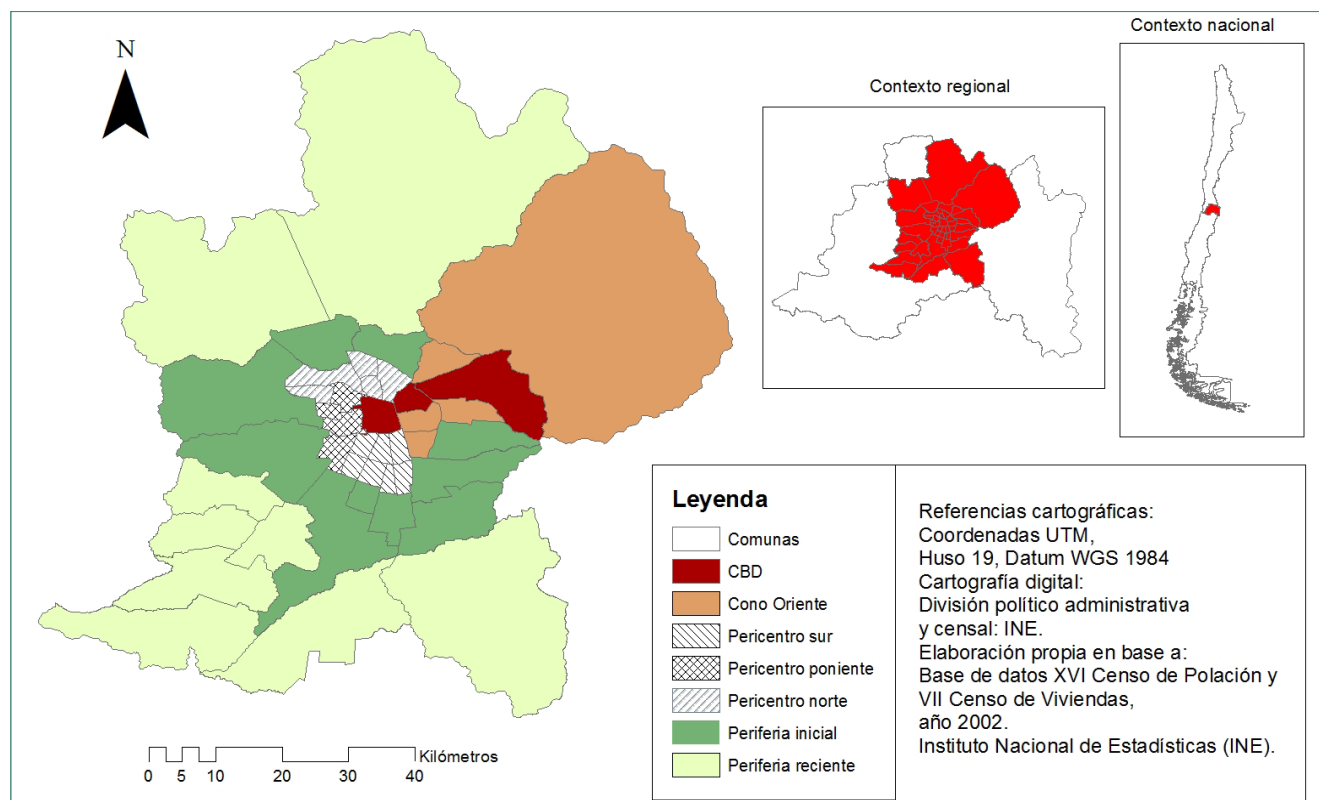 Contexto nacional
N
Contexto regional
Leyenda
Comunas
CBD
Cono Oriente
Pericentro sur
Pericentro poniente
Pericentro norte
Periferia inicial
Periferia reciente
Referencias cartográficas:
Coordenadas UTM,
Huso 19, Datum WGS 1984
Cartografía digital:
División político administrativa
y censal: INE.
Elaboración propia en base a:
Base de datos XVI Censo de Polación y
VII Censo de Viviendas,
año 2002.
Instituto Nacional de Estadísticas (INE).
Kilómetros
0 5 10 20 30 40